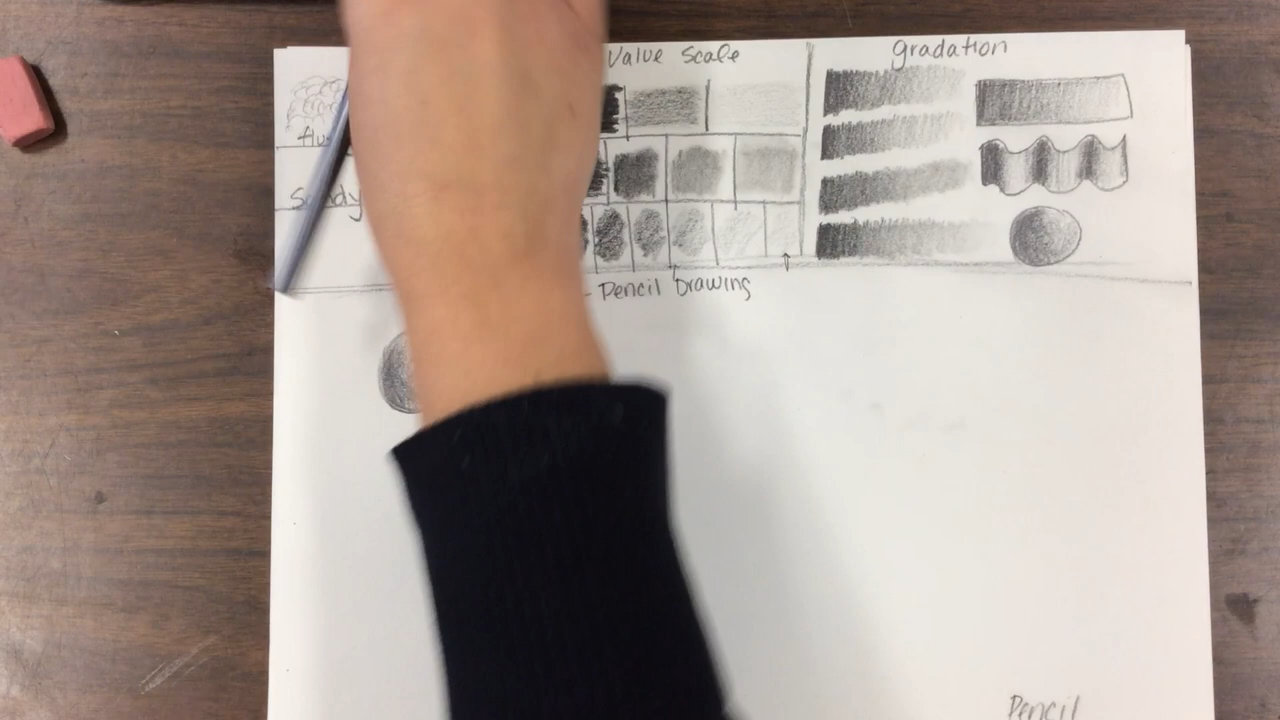 Value Scale
gradation
Pencil Drawing
Pencil